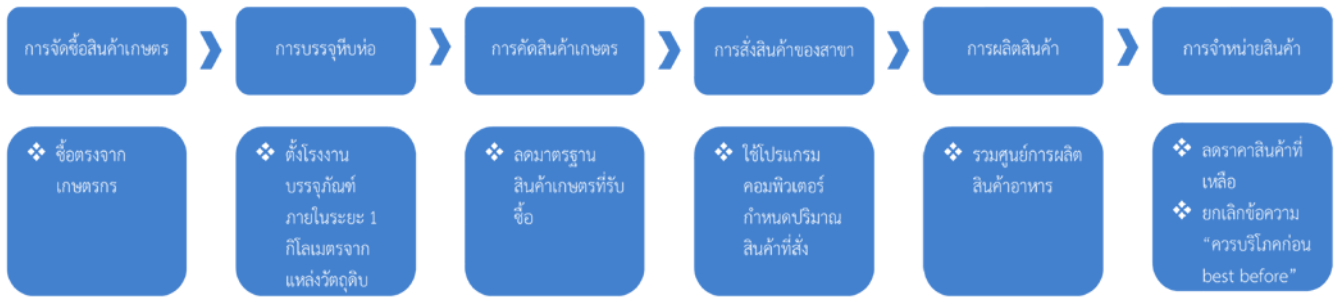 การจัดซื้อสินค้าเกษตร
การบรรจุหีบห่อ
การคัดสินค้าเกษตร
การสั่งสินค้าของสาขา
การผลิตสินค้า
การจำหน่ายสินค้า
❖ ซื้อตรงจาก
เกษตรกร
❖ ตั้งโรงงาน
บรรจุภัณฑ์
ภายในระยะ 1
กิโลเมตรจาก
แหล่งวัตถุดิบ
❖ ลดมาตรฐาน
สินค้าเกษตรที่รับ
ซื้อ
❖ ใช้โปรแกรม
คอมพิวเตอร์
กำหนดปริมาณ
สินค้าที่สั่ง
❖ รวมศูนย์การผลิต
สินค้าอาหาร
❖ ลดราคาสินค้าที่
เหลือ
❖ ยกเลิกข้อความ
“ควรบริโภคก่อน
best before”